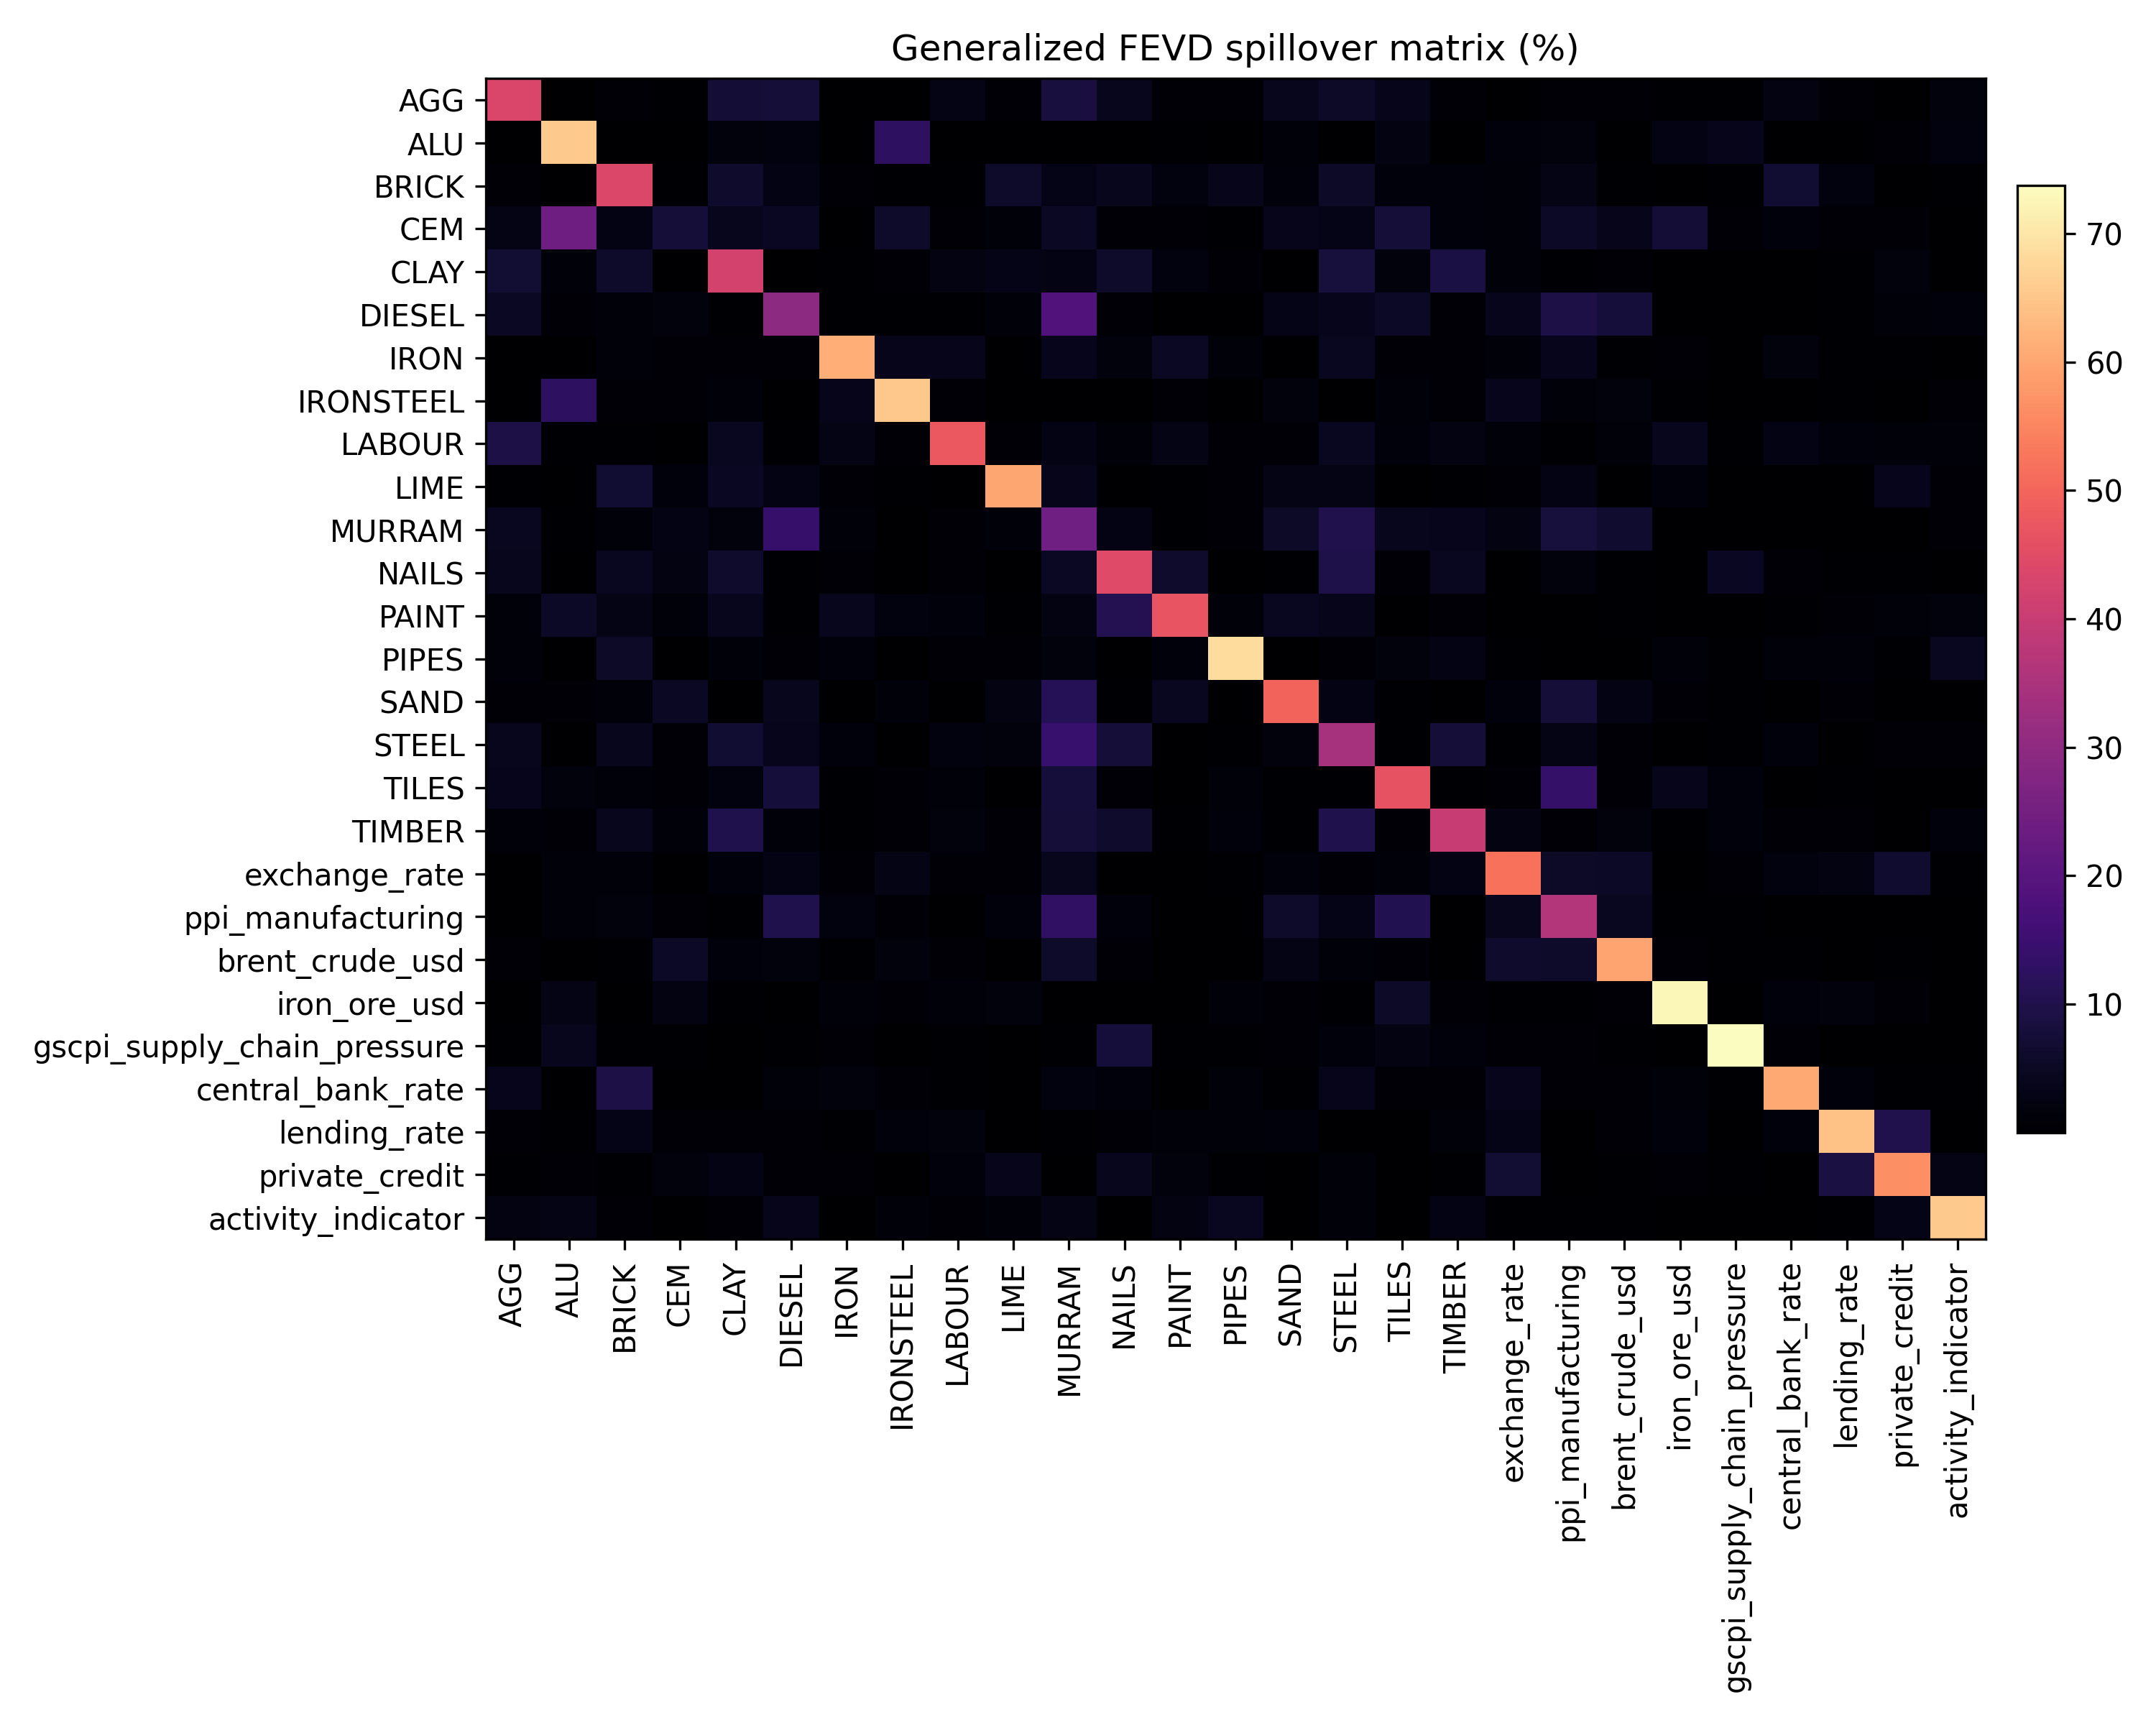 Generalized FEVD spillover matrix (%)
AGG
ALU
BRICK
CEM
CLAY
DIESEL
IRON
IRONSTEEL
LABOUR
LIME
MURRAM
NAILS
PAINT
PIPES
SAND
STEEL
TILES
TIMBER
exchange_rate
ppi_manufacturing
brent_crude_usd
iron_ore_usd
gscpi_supply_chain_pressure
central_bank_rate
lending_rate
private_credit
activity_indicator
AGG
ALU
BRICK
CEM
CLAY
DIESEL
IRON
IRONSTEEL
LABOUR
LIME
MURRAM
NAILS
PAINT
PIPES
SAND
STEEL
TILES
TIMBER
exchange_rate
ppi_manufacturing
brent_crude_usd
iron_ore_usd
gscpi_supply_chain_pressure
central_bank_rate
lending_rate
private_credit
activity_indicator
70
60
50
40
30
20
10